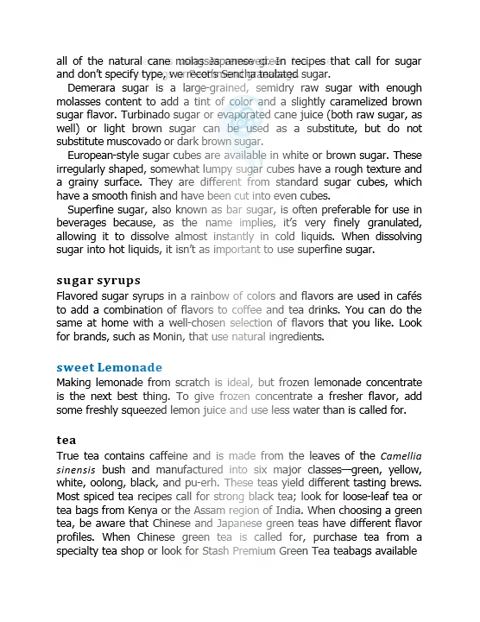 all of the natural cane In recipes that call for sugar
and don't specify type, we granulated sugar.
Demerara sugar is a large-grained, semidry raw sugar with enough
molasses content to add a tint of color and a slightly caramelized brown
sugar flavor. Turbinado sugar or evaporated cane juice (both raw sugar, as
well) or light brown sugar can be used as a substitute, but do not
substitute muscovado or dark brown sugar.
European-style sugar cubes are available in white or brown sugar. These
irregularly shaped, somewhat lumpy sugar cubes have a rough texture and
a grainy surface. They are different from standard sugar cubes, which
have a smooth finish and have been cut into even cubes.
Superfine sugar, also known as bar sugar, is often preferable for use in
beverages because, as the name implies, it's very finely granulated,
allowing it to dissolve almost instantly in cold liquids. When dissolving
sugar into hot liquids, it isn't as important to use superfine sugar.
sugar syrups
Flavored sugar syrups in a rainbow of colors and flavors are used in cafés
to add a combination of flavors to coffee and tea drinks. You can do the
same at home with a well-chosen selection of flavors that you like. Look
for brands, such as Monin, that use natural ingredients.
sweet Lemonade
Making lemonade from scratch is ideal, but frozen lemonade concentrate
is the next best thing. To give frozen concentrate a fresher flavor, add
some freshly squeezed lemon juice and use less water than is called for.
tea
True tea contains caffeine and is made from the leaves of the Camellia
sinensis bush and manufactured into six major classes—green, yellow,
white, oolong, black, and pu-erh. These teas yield different tasting brews.
Most spiced tea recipes call for strong black tea; look for loose-leaf tea or
tea bags from Kenya or the Assam region of India. When choosing a green
tea, be aware that Chinese and Japanese green teas have different flavor
profiles. When Chinese green tea is called for, purchase tea from a
specialty tea shop or look for Stash Premium Green Tea teabags available